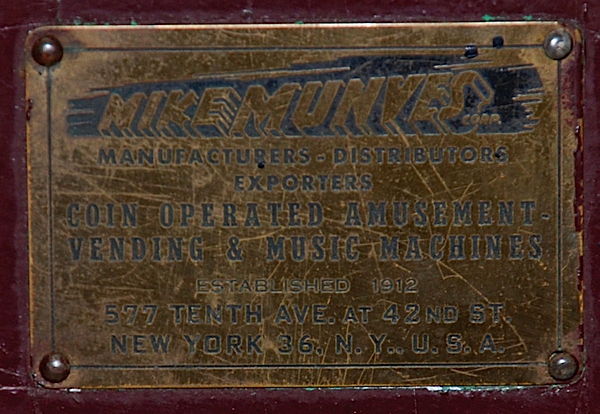 MIKE MUNVES CORP.
MANUFACTURERS - DISTRIBUTORS
EXPORTERS
COIN OPERATED AMUSEMENT-
VENDING & MUSIC MACHINES
ESTABLISHED 1912
577 TENTH AVE. AT 42ND ST.
NEW YORK 36, N.Y., U.S.A.